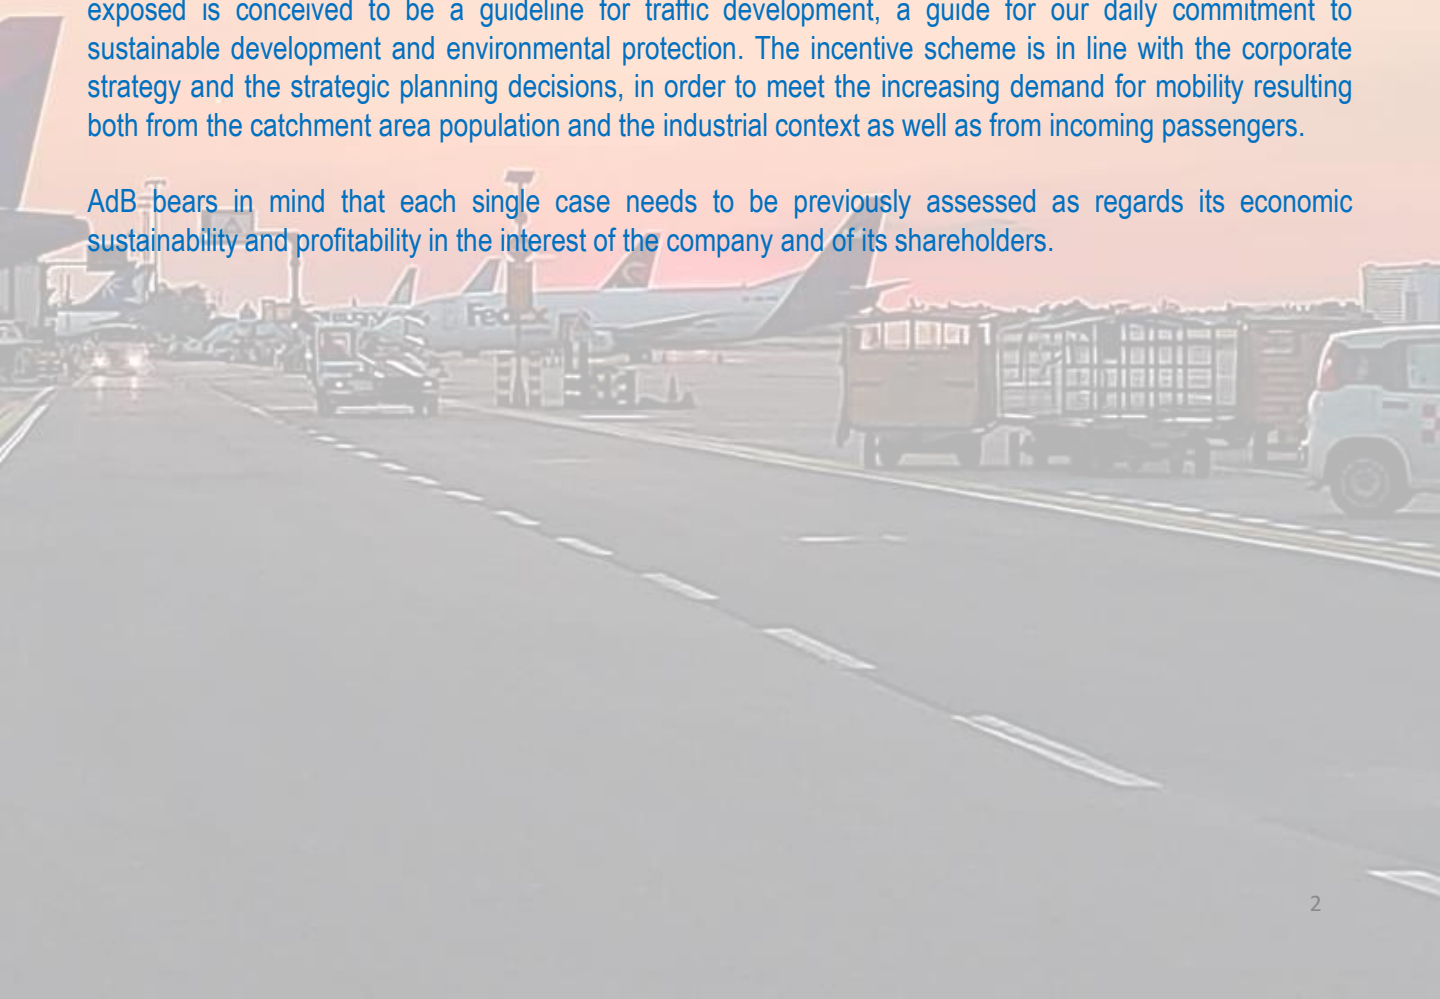 exposed is conceived to be a guideline for traffic development, a guide for our daily commitment to
sustainable development and environmental protection. The incentive scheme is in line with the corporate
strategy and the strategic planning decisions, in order to meet the increasing demand for mobility resulting
both from the catchment area population and the industrial context as well as from incoming passengers.
AdB bears in mind that each single case needs to be previously assessed as regards its economic
sustainability and profitability in the interest of the company and of its shareholders.
FedEx
2